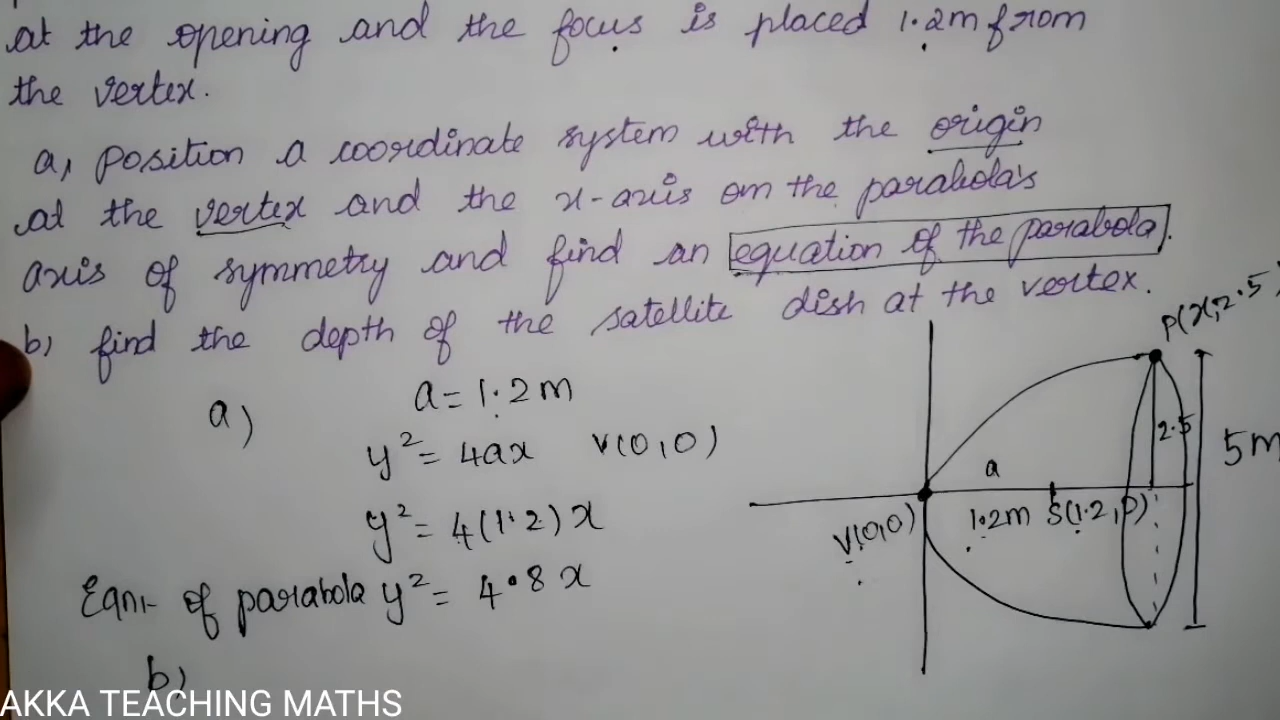 at the opening and the focus is placed 1.2m from
the vertex.
a, position a coordinate system with the origin
at the vertex and the x-axis on the parabola's
axis of symmetry and find an equation of the parabola.
b, find the depth of the satellite dish at the vertex.
P(x,2.5)
a)
a = 1.2m
y² = 4ax V(0,0)
y² = 4(1.2)x
Eqn:- of parabola y² = 4.8x
b)
a
2.5
5m
V(0,0)
1.2m S(1.2,0)
AKKA TEACHING MATHS